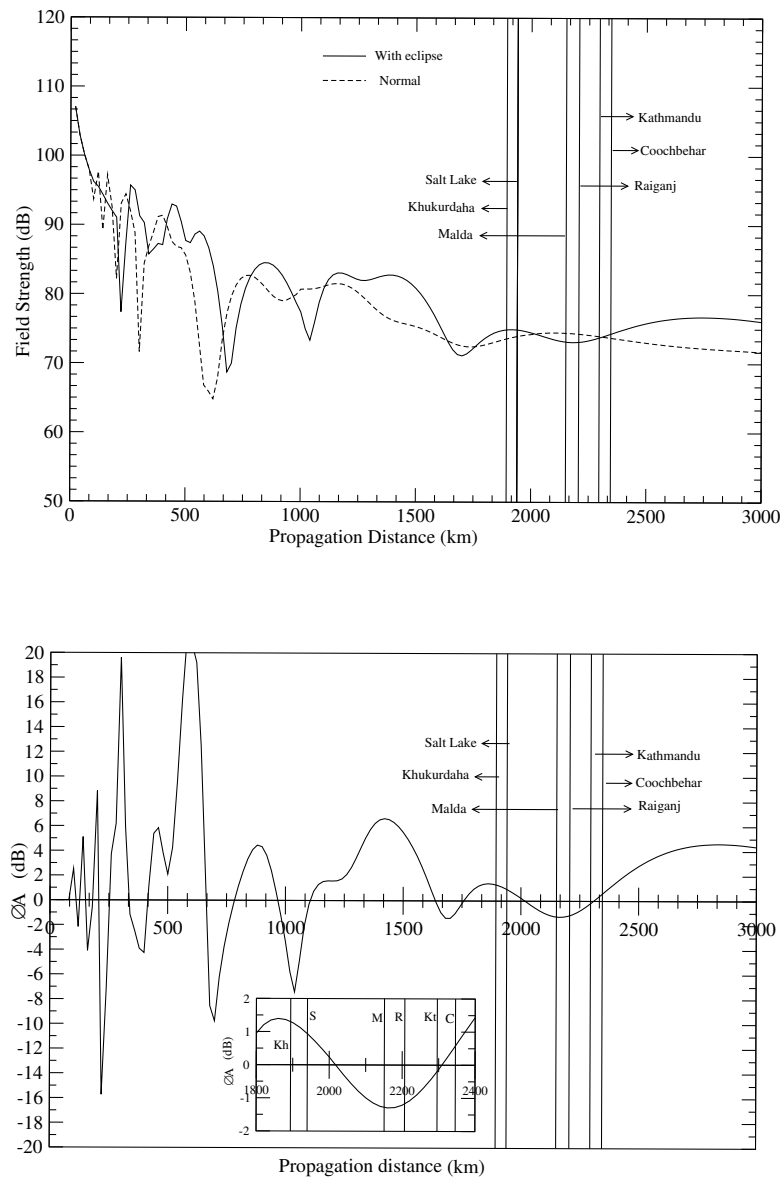 120
110
100
90
80
70
60
50
Field Strength (dB)
With eclipse
Normal
Kathmandu
Coochbehar
Salt Lake
Raiganj
Khukurdaha
Malda
0 500 1000 1500 2000 2500 3000
Propagation Distance (km)
20
18
16
14
12
10
8
6
4
2
0
-2
-4
-6
-8
-10
-12
-14
-16
-18
-20
∅A (dB)
Salt Lake
Kathmandu
Khukurdaha
Coochbehar
Malda
Raiganj
0 500 1000 1500 2000 2500 3000
2
1
0
-1
-2
∅A (dB)
S M R Kt C
Kh
1800 2000 2200 2400
Propagation distance (km)